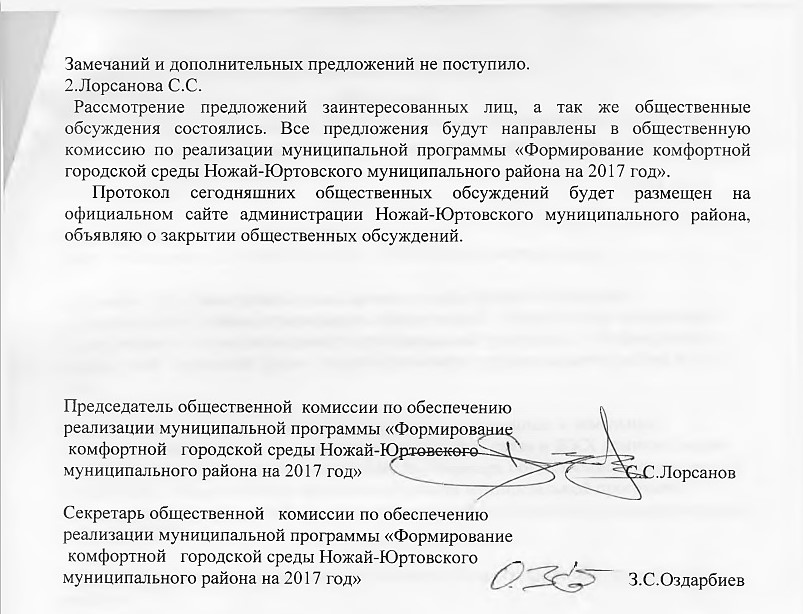 Замечаний и дополнительных предложений не поступило.
2.Лорсанова С.С.
Рассмотрение предложений заинтересованных лиц, а так же общественные
обсуждения состоялись. Все предложения будут направлены в общественную
комиссию по реализации муниципальной программы «Формирование комфортной
городской среды Ножай-Юртовского муниципального района на 2017 год».
Протокол сегодняшних общественных обсуждений будет размещен на
официальном сайте администрации Ножай-Юртовского муниципального района,
объявляю о закрытии общественных обсуждений.
Председатель общественной комиссии по обеспечению
реализации муниципальной программы «Формирование
комфортной городской среды Ножай-Юртовского
муниципального района на 2017 год» С.С.Лорсанов
Секретарь общественной комиссии по обеспечению
реализации муниципальной программы «Формирование
комфортной городской среды Ножай-Юртовского
муниципального района на 2017 год» З.С.Оздарбиев